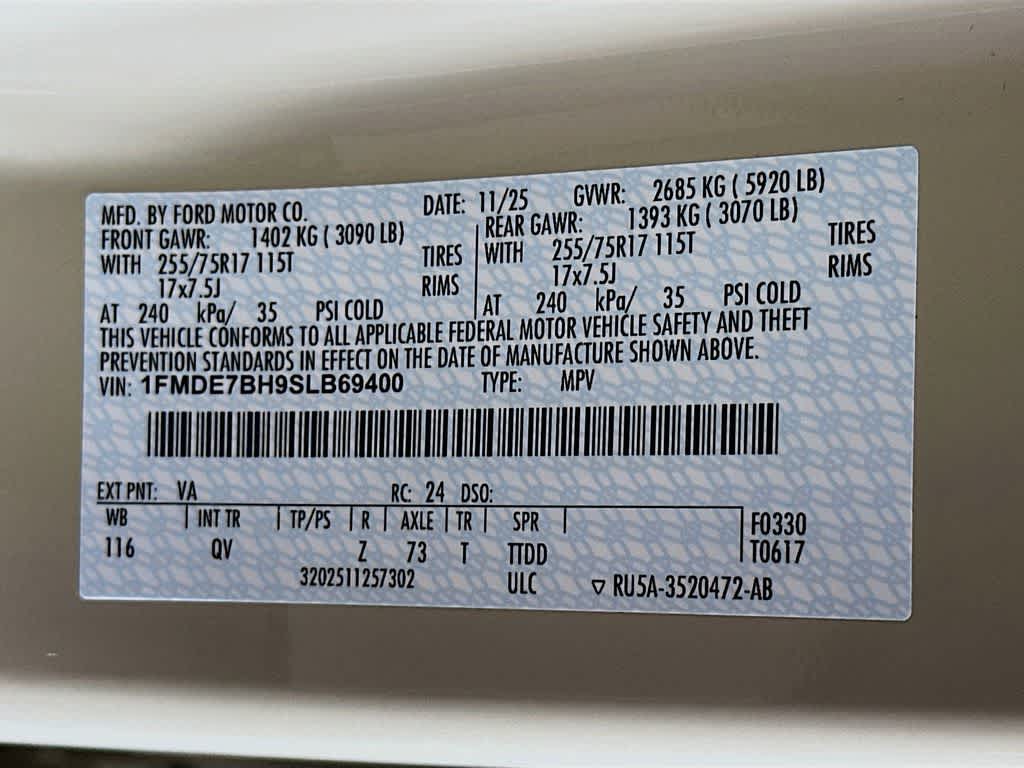 MFD. BY FORD MOTOR CO. DATE: 11/25 GVWR: 2685 KG ( 5920 LB)
FRONT GAWR: 1402 KG ( 3090 LB) REAR GAWR: 1393 KG ( 3070 LB)
WITH 255/75R17 115T TIRES WITH 255/75R17 115T TIRES
17x7.5J RIMS 17x7.5J RIMS
AT 240 kPa/ 35 PSI COLD AT 240 kPa/ 35 PSI COLD
THIS VEHICLE CONFORMS TO ALL APPLICABLE FEDERAL MOTOR VEHICLE SAFETY AND THEFT
PREVENTION STANDARDS IN EFFECT ON THE DATE OF MANUFACTURE SHOWN ABOVE.
VIN: 1FMDE7BH9SLB69400 TYPE: MPV
EXT PNT: VA RC: 24 DSO:
WB INT TR TP/PS R AXLE TR SPR F0330
116 QV Z 73 T TTDD T0617
3202511257302 ULC ▽ RU5A-3520472-AB